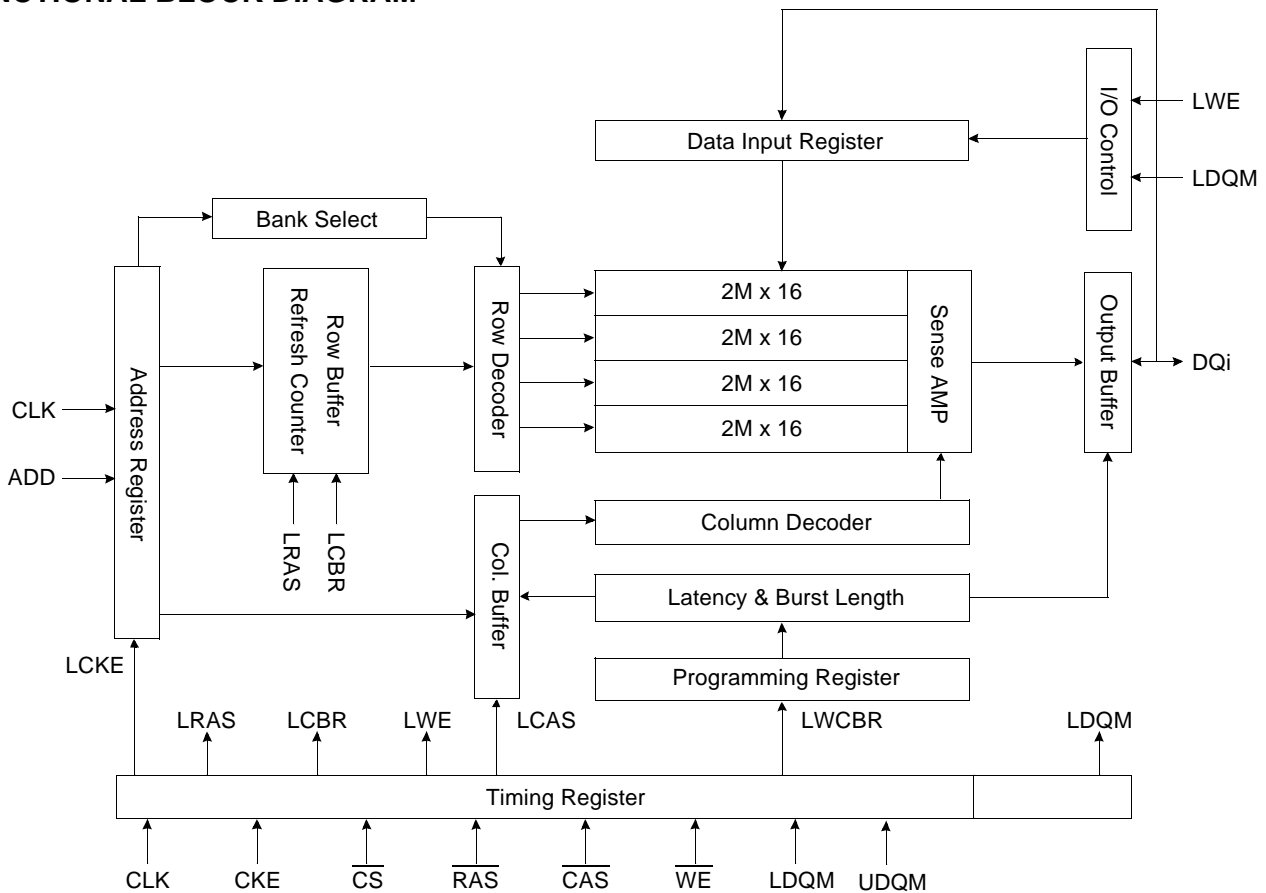 I/O Control
LWE
LDQM
Data Input Register
Bank Select
Address Register
CLK
ADD
Refresh Counter
Row Buffer
LRAS
LCBR
Row Decoder
2M x 16
2M x 16
2M x 16
2M x 16
Sense AMP
Output Buffer
DQi
Col. Buffer
Column Decoder
Latency & Burst Length
Programming Register
LCKE
LRAS
LCBR
LWE
LCAS
LWCBR
LDQM
Timing Register
CLK
CKE
CS
RAS
CAS
WE
LDQM
UDQM